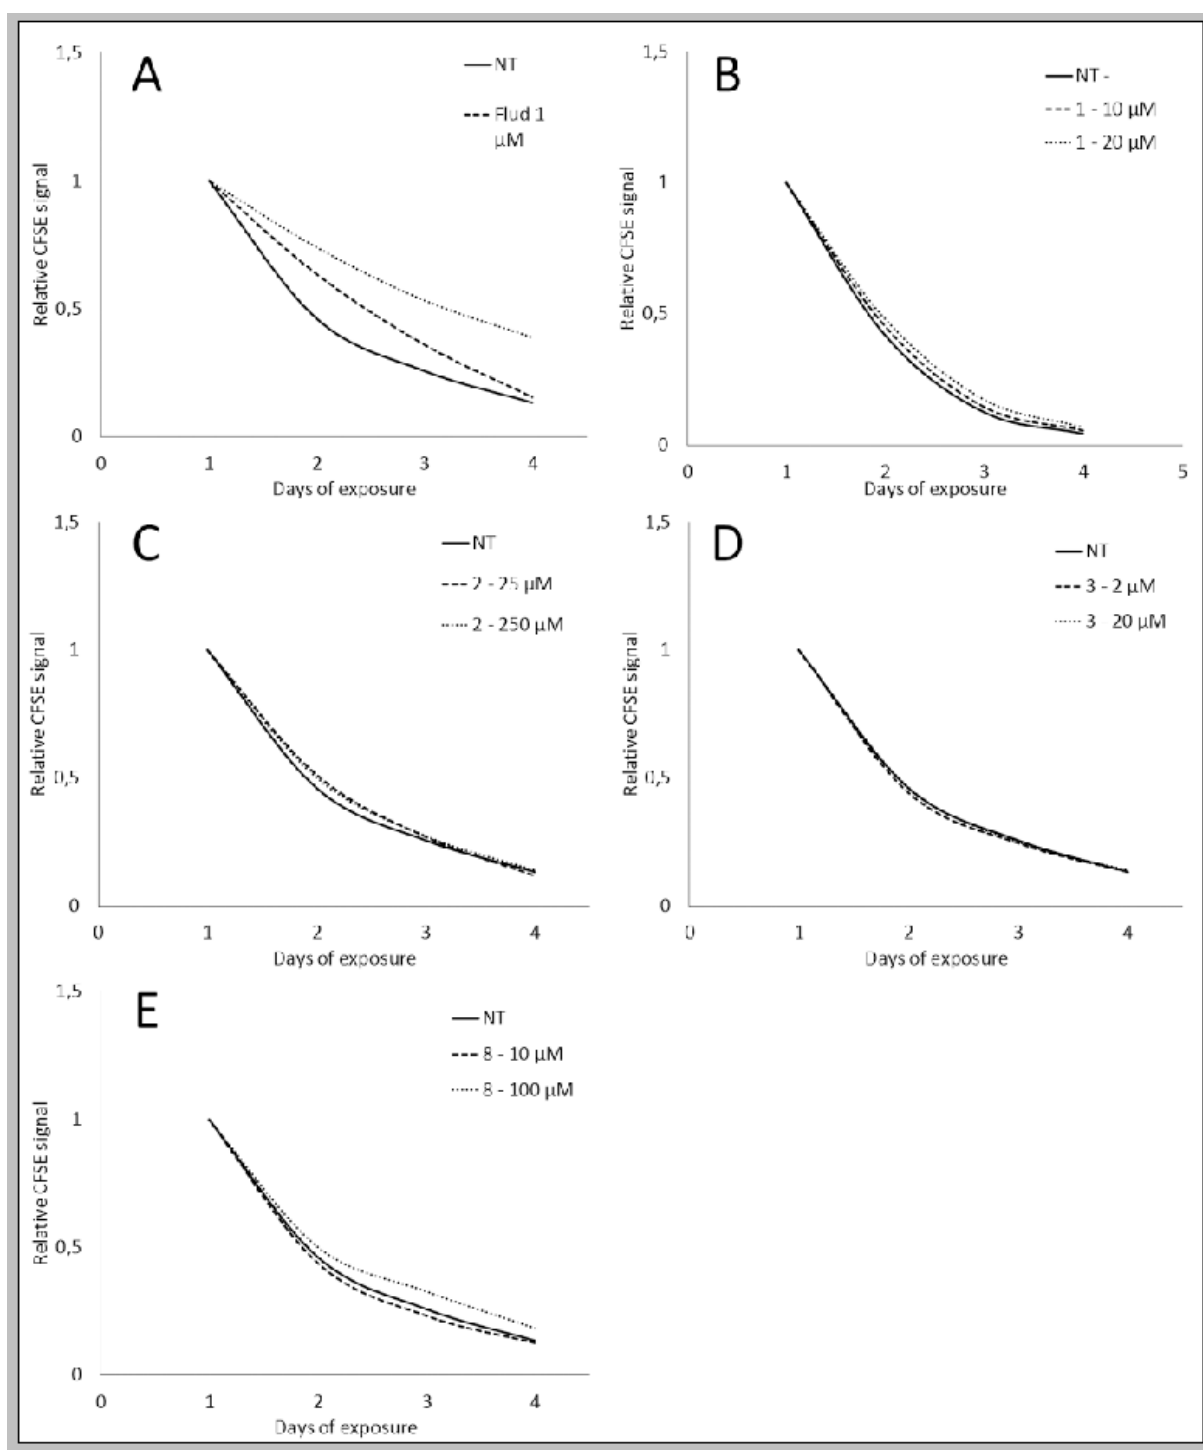 A
1,5
1
0,5
0
0 1 2 3 4
Relative CFSE signal
Days of exposure
NT
Flud 1
µM
B
1,5
1
0,5
0
0 1 2 3 4 5
Relative CFSE signal
Days of exposure
NT -
1 - 10 µM
1 - 20 µM
C
1,5
1
0,5
0
0 1 2 3 4
Relative CFSE signal
Days of exposure
NT
2 - 25 µM
2 - 250 µM
D
1,5
1
0,5
0
0 1 2 3 4
Relative CFSE signal
Days of exposure
NT
3 - 2 µM
3 20 µM
E
1,5
1
0,5
0
0 1 2 3 4
Relative CFSE signal
Days of exposure
NT
8 - 10 µM
8 - 100 µM